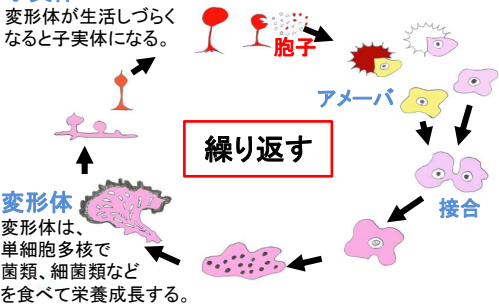 変形体が生活しづらく
なると子実体になる。
胞子
アメーバ
繰り返す
接合
変形体
変形体は、
単細胞多核で
菌類、細菌類など
を食べて栄養成長する。